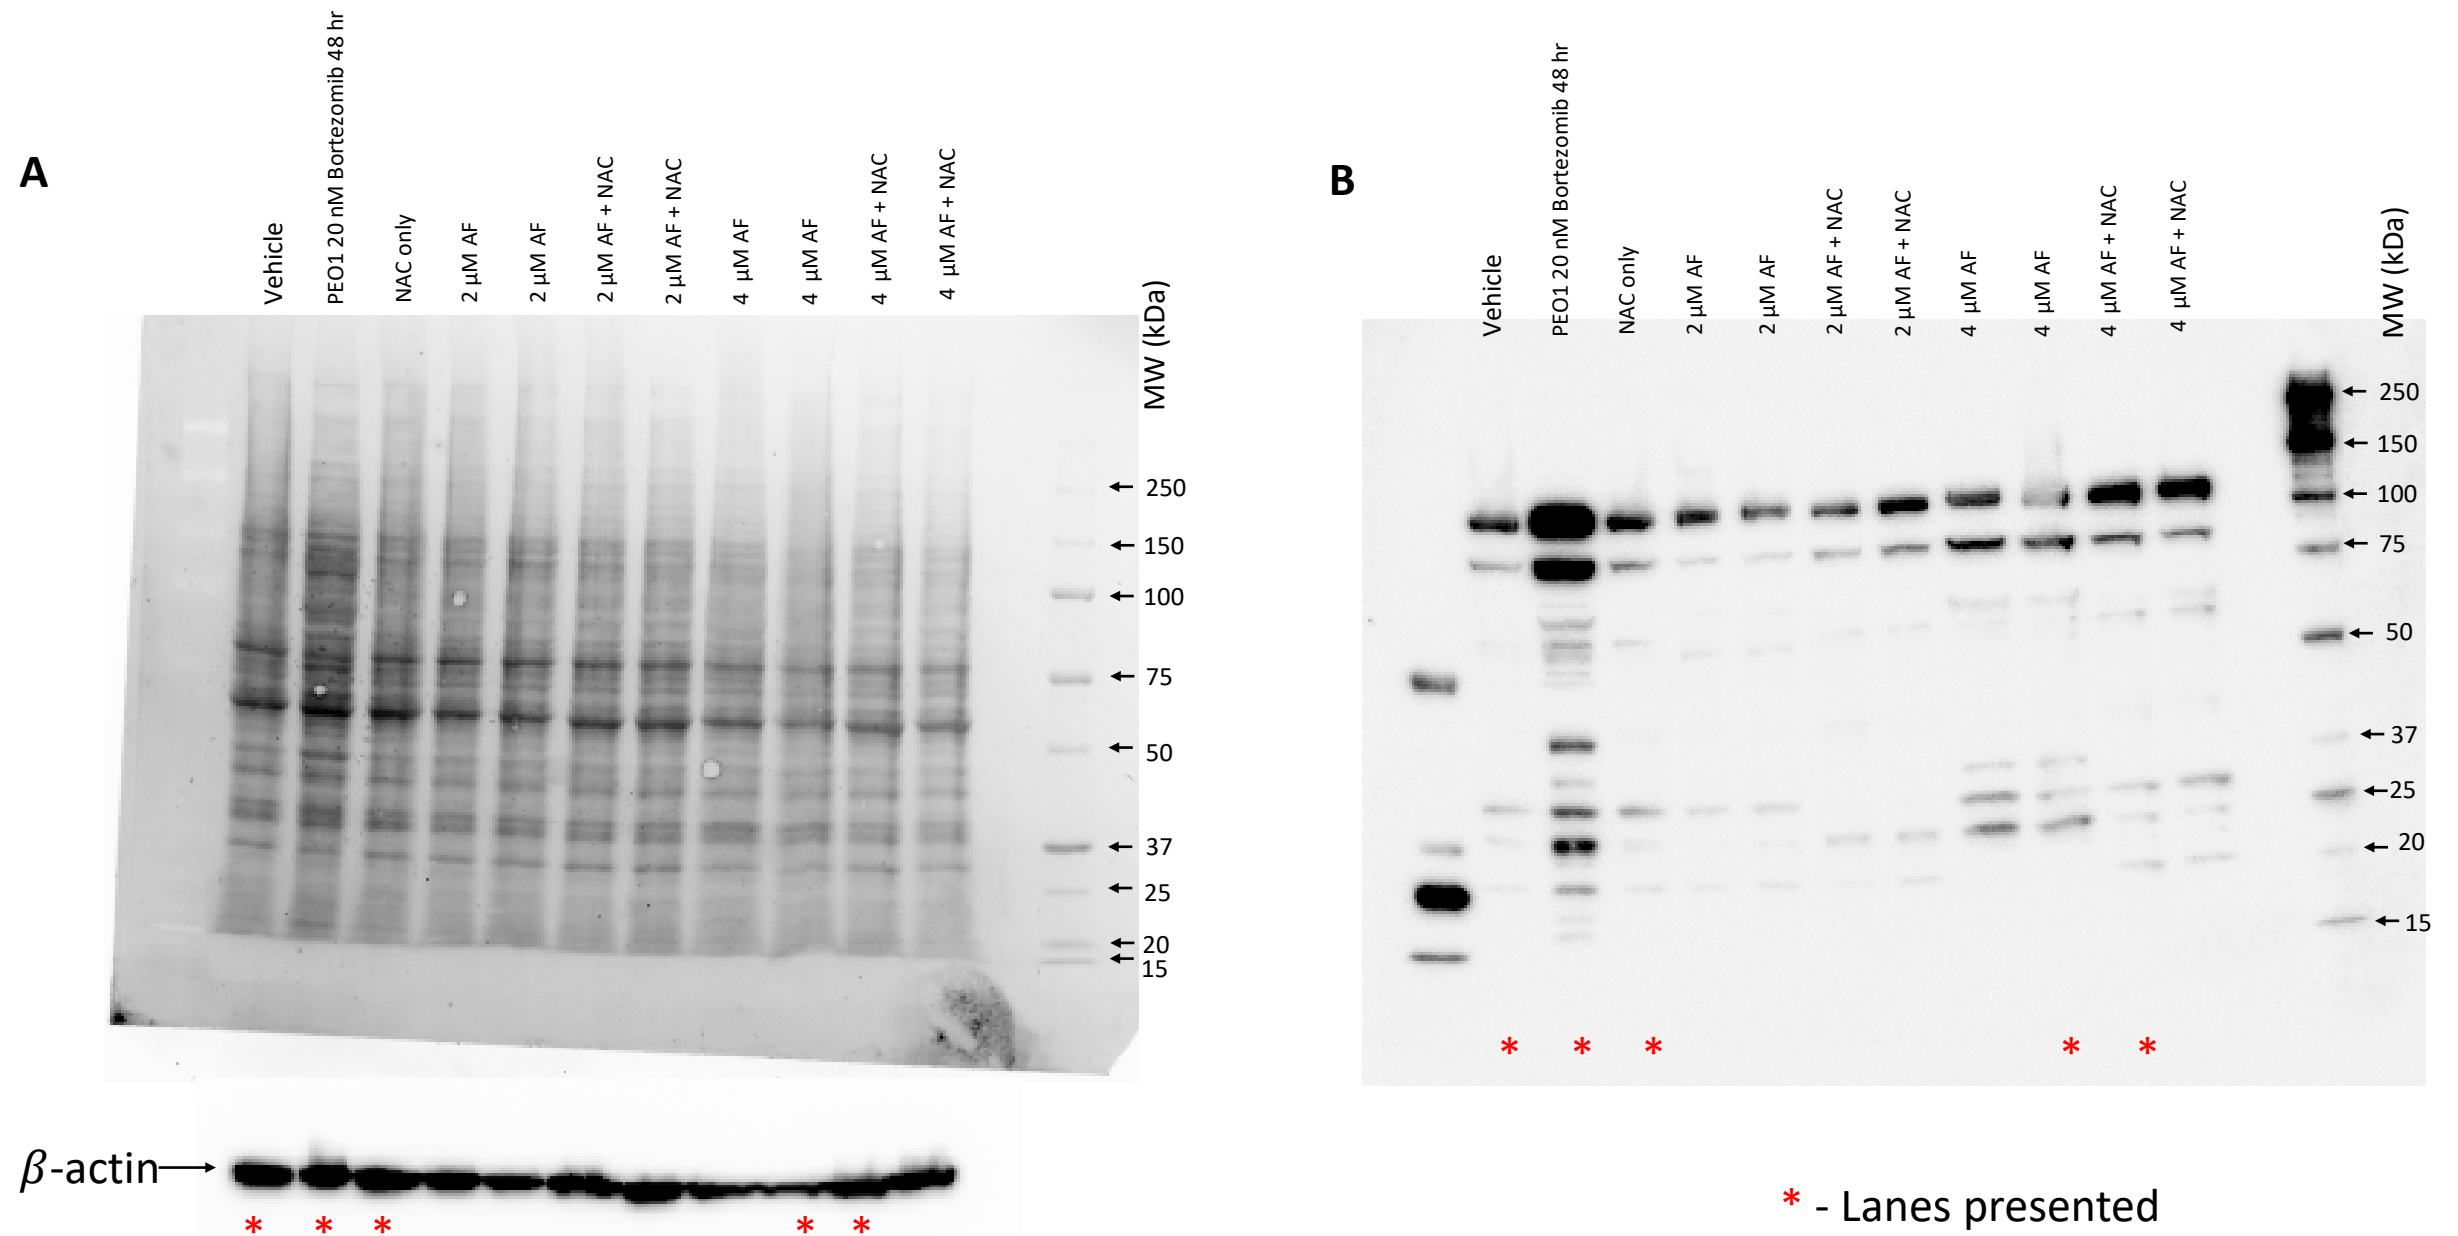 A
Vehicle
PEO1 20 nM Bortezomib 48 hr
NAC only
2 µM AF
2 µM AF
2 µM AF + NAC
2 µM AF + NAC
4 µM AF
4 µM AF
4 µM AF + NAC
4 µM AF + NAC
MW (kDa)
250
150
100
75
50
37
25
20
15
β-actin
* * * * *
B
Vehicle
PEO1 20 nM Bortezomib 48 hr
NAC only
2 µM AF
2 µM AF
2 µM AF + NAC
2 µM AF + NAC
4 µM AF
4 µM AF
4 µM AF + NAC
4 µM AF + NAC
MW (kDa)
250
150
100
75
50
37
25
20
15
* * * * *
* - Lanes presented